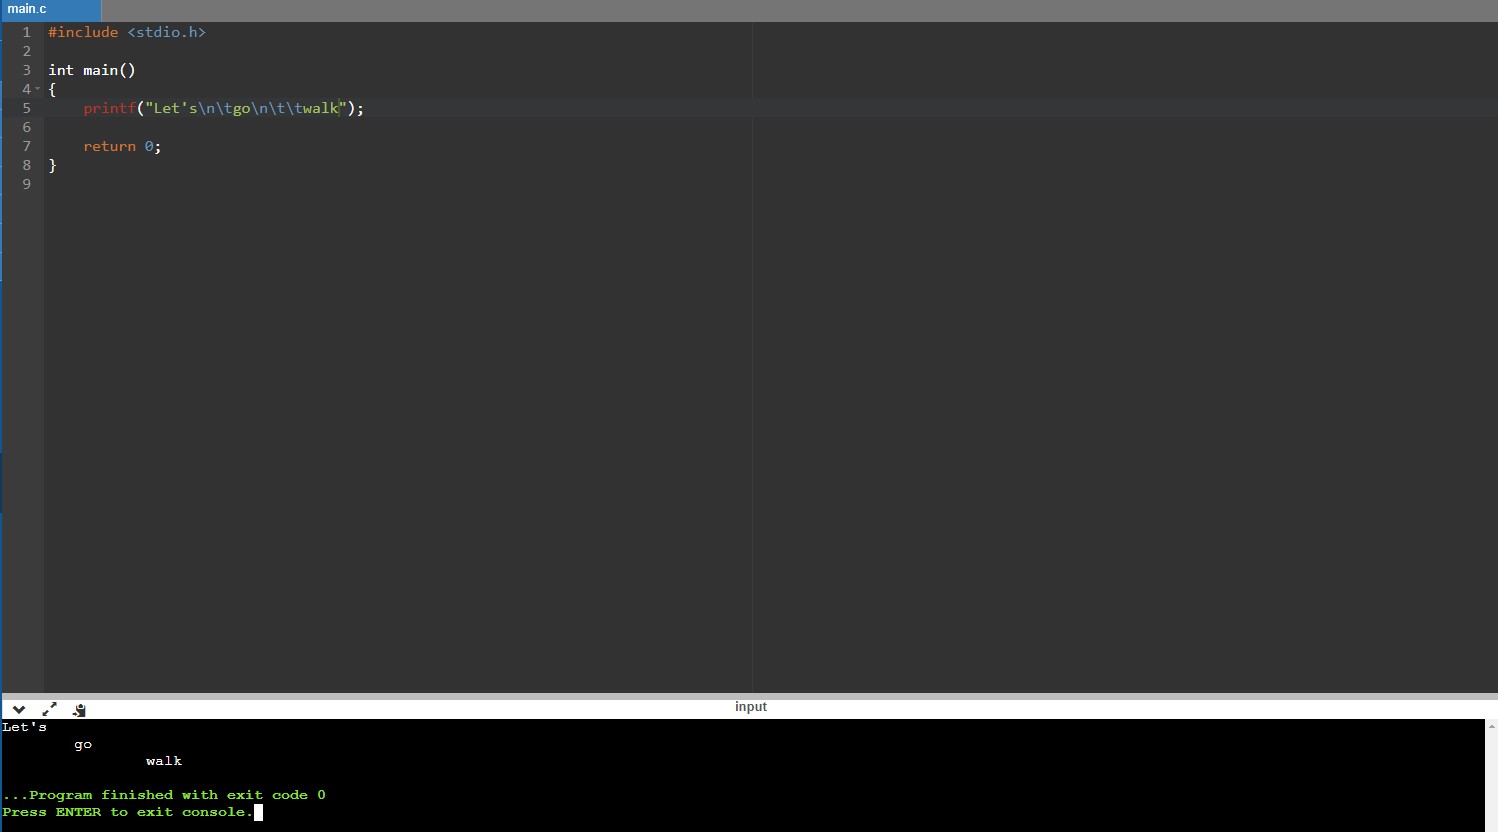 main.c
1 #include <stdio.h>
2
3 int main()
4 {
5     printf("Let's\n\tgo\n\t\twalk");
6
7     return 0;
8 }
9
input
Let's
        go
                walk
...Program finished with exit code 0
Press ENTER to exit console.